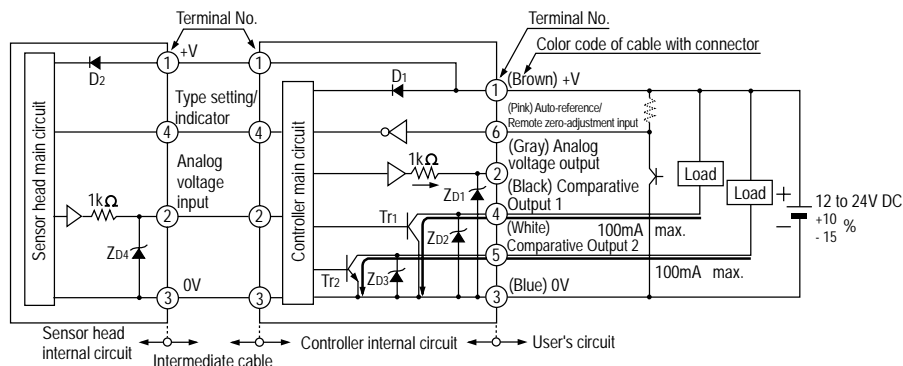 Terminal No.
Terminal No.
Color code of cable with connector
+V
1
1
D2
D1
1
(Brown) +V
(Pink) Auto-reference/
Remote zero-adjustment input
Type setting/
indicator
4
4
6
Sensor head main circuit
Controller main circuit
(Gray) Analog
voltage output
1kΩ
2
Analog
voltage
input
ZD1
(Black) Comparative
Output 1
Load
Load
+
−
12 to 24V DC
+10
- 15
%
1kΩ
2
2
Tr1
4
ZD2
100mA max.
(White)
Comparative Output 2
5
ZD4
Tr2
ZD3
100mA max.
0V
3
3
3
(Blue) 0V
Sensor head
internal circuit
Intermediate cable
Controller internal circuit
User's circuit